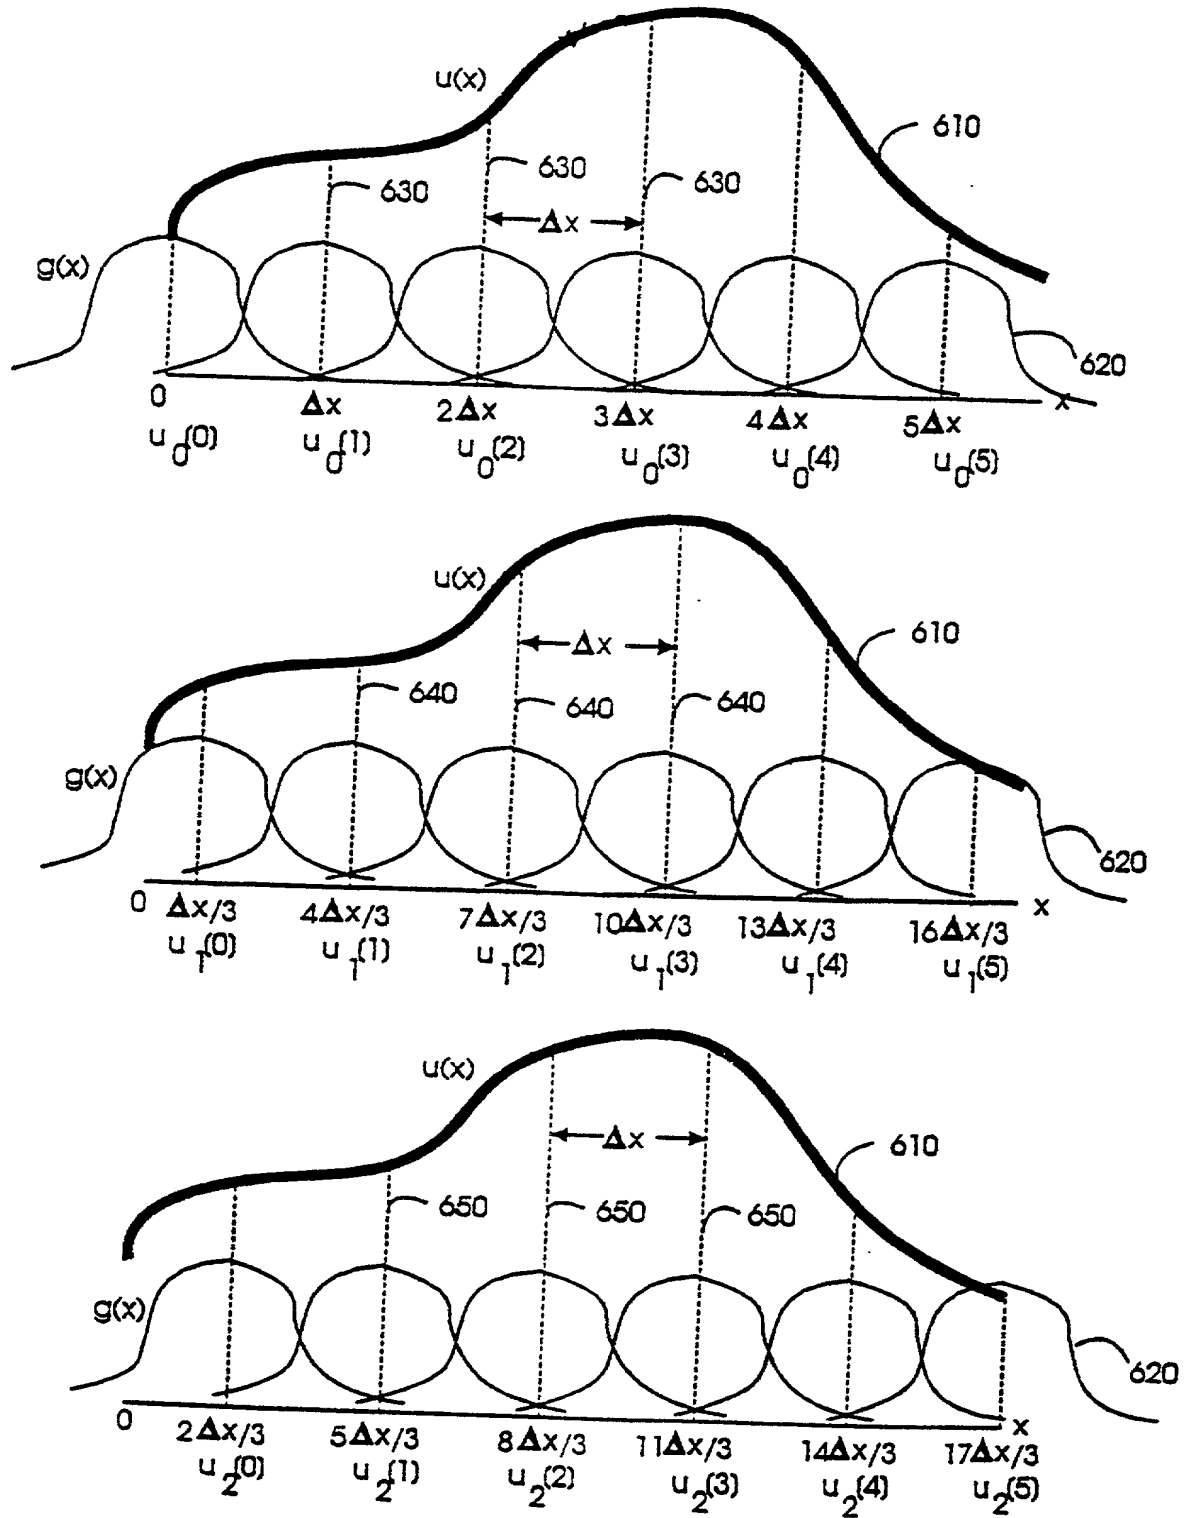 u(x)
610
630
630
630
Δx
g(x)
620
0 Δx 2Δx 3Δx 4Δx 5Δx x
u0(0) u0(1) u0(2) u0(3) u0(4) u0(5)
u(x)
610
Δx
640
640
640
g(x)
620
0 Δx/3 4Δx/3 7Δx/3 10Δx/3 13Δx/3 16Δx/3 x
u1(0) u1(1) u1(2) u1(3) u1(4) u1(5)
u(x)
Δx
610
650
650
650
g(x)
620
0 2Δx/3 5Δx/3 8Δx/3 11Δx/3 14Δx/3 17Δx/3 x
u2(0) u2(1) u2(2) u2(3) u2(4) u2(5)